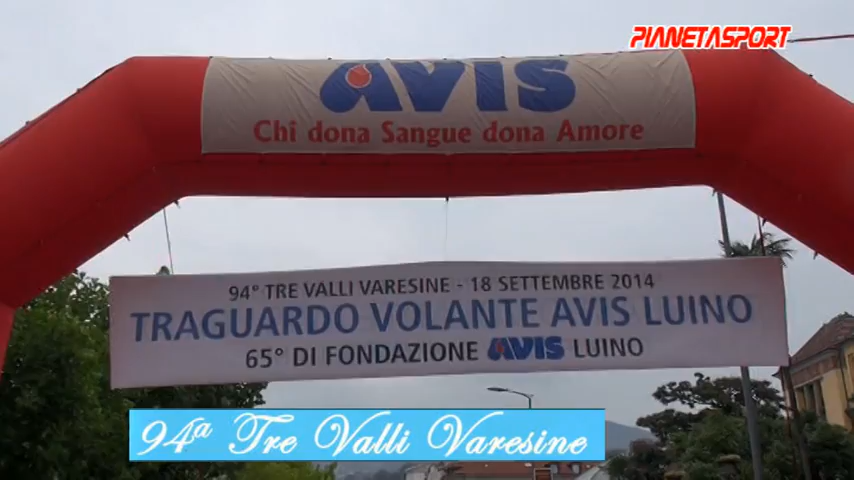 PIANETASPORT
AVIS
Chi dona Sangue dona Amore
94° TRE VALLI VARESINE - 18 SETTEMBRE 2014
TRAGUARDO VOLANTE AVIS LUINO
65° DI FONDAZIONE AVIS LUINO
94ª Tre Valli Varesine